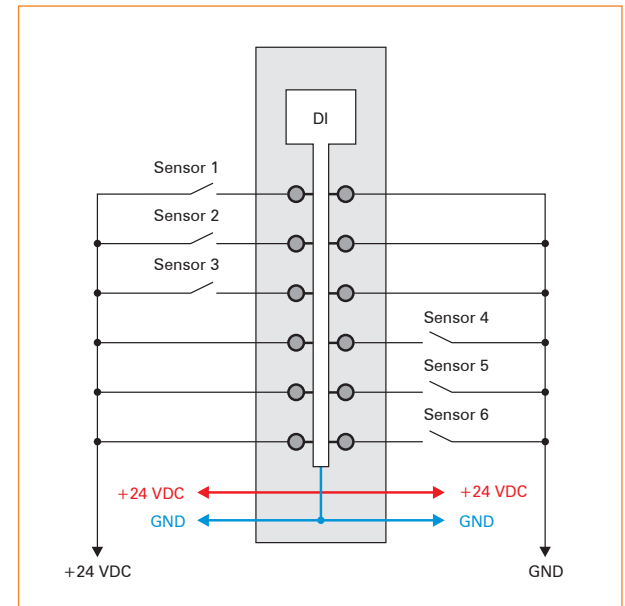 DI
Sensor 1
Sensor 2
Sensor 3
Sensor 4
Sensor 5
Sensor 6
+24 VDC
+24 VDC
GND
GND
+24 VDC
GND